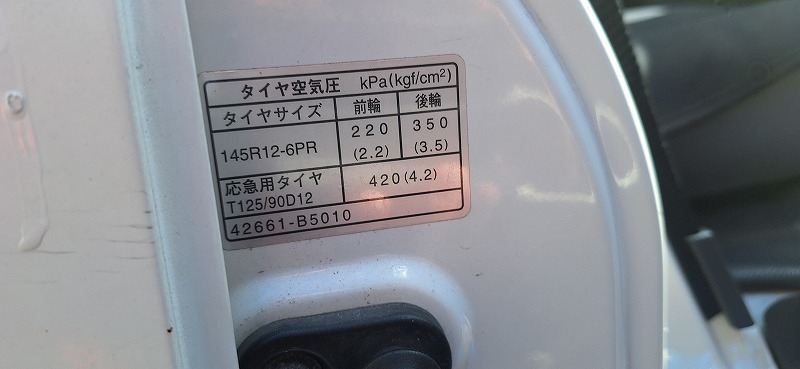 タイヤ空気圧 kPa(kgf/cm²)
タイヤサイズ 前輪 後輪
145R12-6PR 220 (2.2) 350 (3.5)
応急用タイヤ
T125/90D12 420(4.2)
42661-B5010